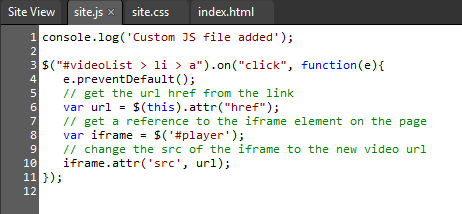 Site View site.js × site.css index.html
1 console.log('Custom JS file added');
2
3 $("#videoList > li > a").on("click", function(e){
4 e.preventDefault();
5 // get the url href from the link
6 var url = $(this).attr("href");
7 // get a reference to the iframe element on the page
8 var iframe = $('#player');
9 // change the src of the iframe to the new video url
10 iframe.attr('src', url);
11 });
12